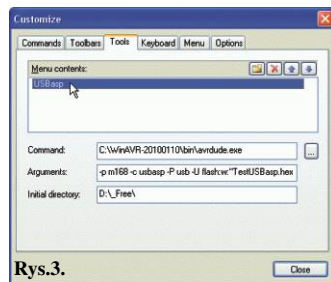 Customize
Commands Toolbars Tools Keyboard Menu Options
Menu contents:
USBasp
Command: C:\WinAVR-20100110\bin\avrdude.exe ...
Arguments: -p m168 -c usbasp -P usb -U flash:w:"TestUSBasp.hex
Initial directory: D:\_Free\
Rys.3. Close